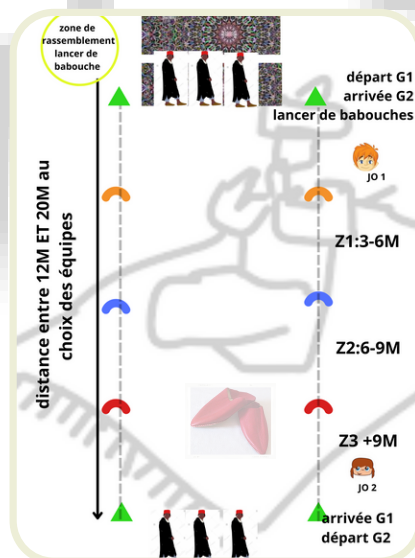 zone de
rassemblement
lancer de
babouche
départ G1
arrivée G2
lancer de babouches
JO 1
Z1:3-6M
distance entre 12M ET 20M au
choix des équipes
Z2:6-9M
Z3 +9M
JO 2
arrivée G1
départ G2